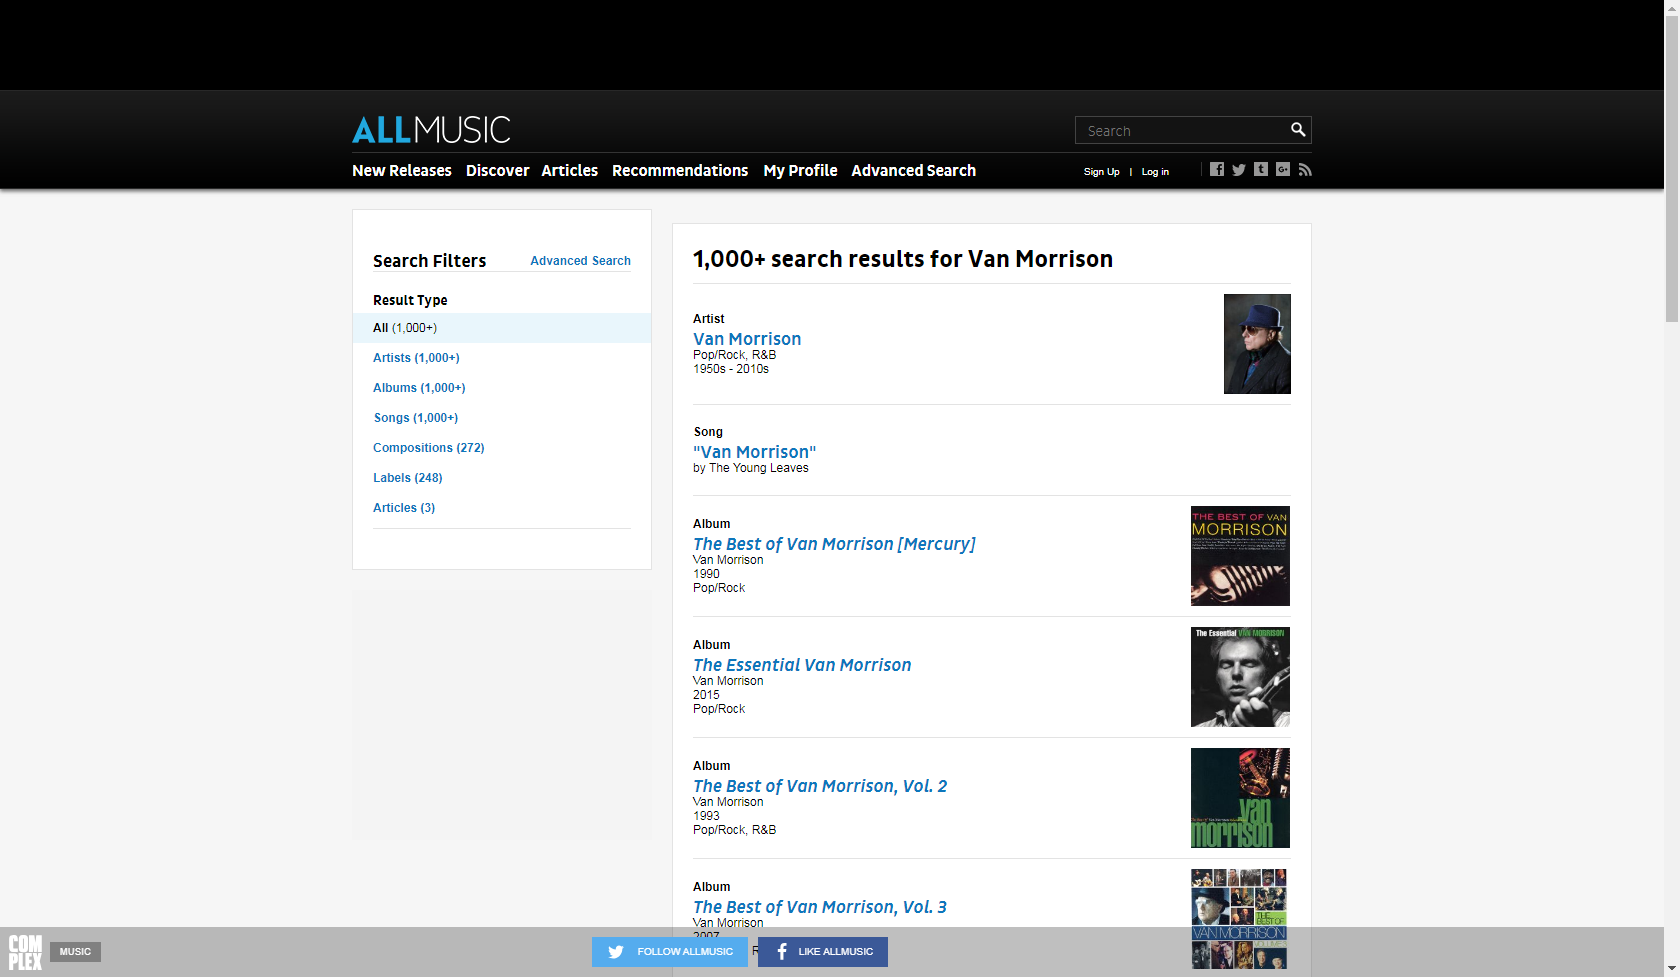 ALLMUSIC
Search
New Releases Discover Articles Recommendations My Profile Advanced Search
Sign Up | Log in
Search Filters
Advanced Search
Result Type
All (1,000+)
Artists (1,000+)
Albums (1,000+)
Songs (1,000+)
Compositions (272)
Labels (248)
Articles (3)
1,000+ search results for Van Morrison
Artist
Van Morrison
Pop/Rock, R&B
1950s - 2010s
Song
"Van Morrison"
by The Young Leaves
Album
The Best of Van Morrison [Mercury]
Van Morrison
1990
Pop/Rock
THE BEST OF VAN
MORRISON
Album
The Essential Van Morrison
Van Morrison
2015
Pop/Rock
The Essential VAN MORRISON
Album
The Best of Van Morrison, Vol. 2
Van Morrison
1993
Pop/Rock, R&B
van
morrison
Album
The Best of Van Morrison, Vol. 3
Van Morrison
2007
THE
BEST OF
VAN MORRISON
COM
PLEX
MUSIC
FOLLOW ALLMUSIC
LIKE ALLMUSIC